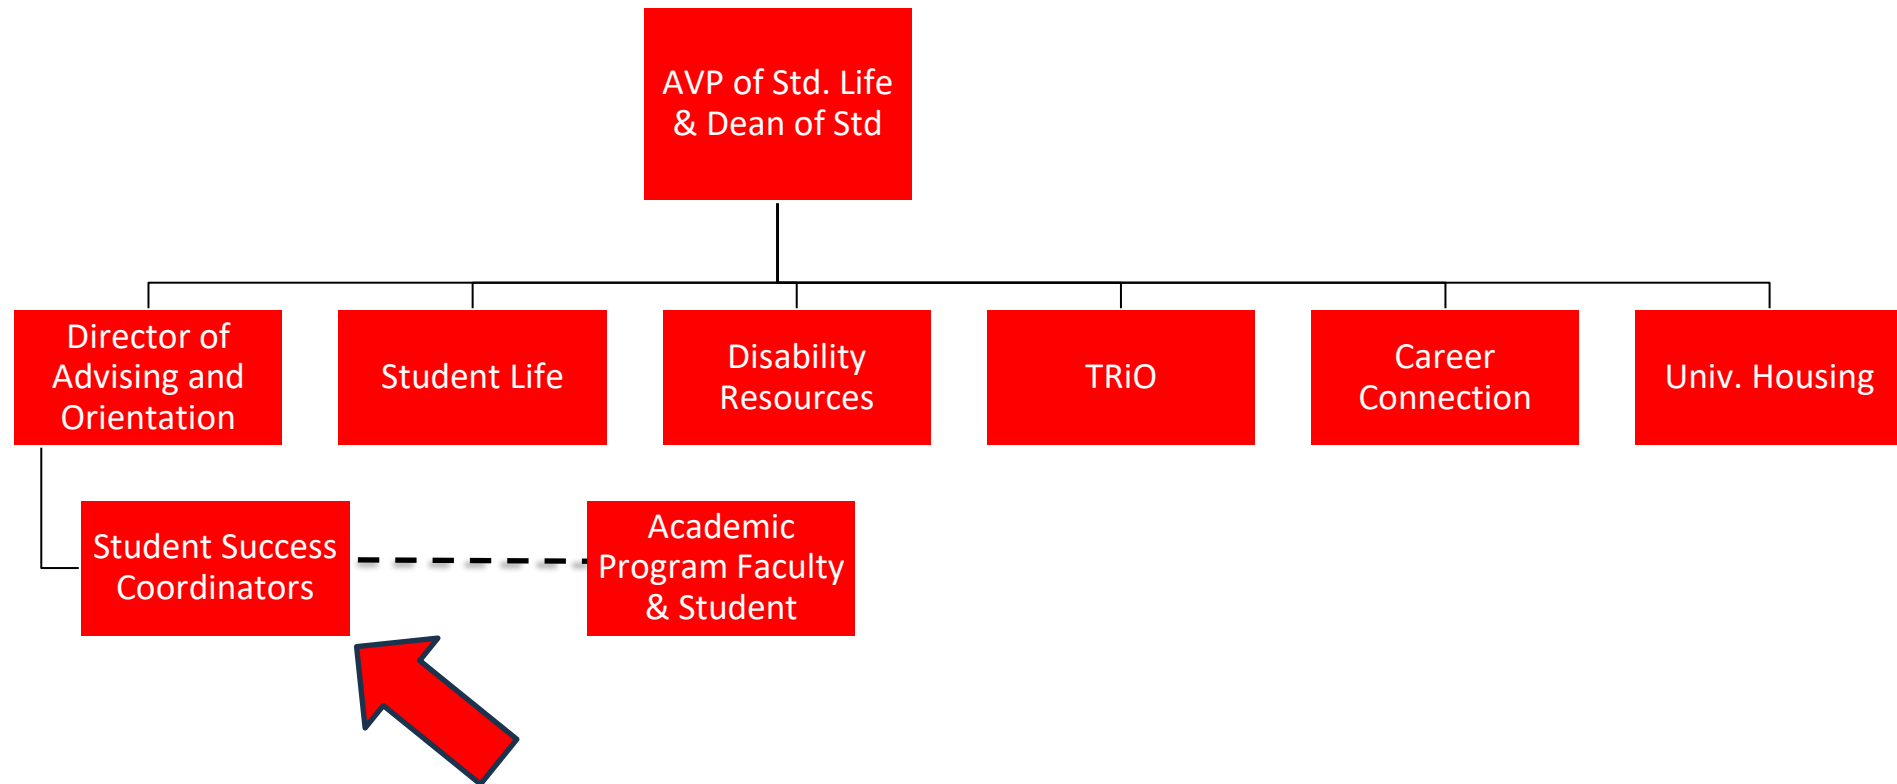 AVP of Std. Life
& Dean of Std
Director of
Advising and
Orientation
Student Life
Disability
Resources
TRiO
Career
Connection
Univ. Housing
Student Success
Coordinators
Academic
Program Faculty
& Student